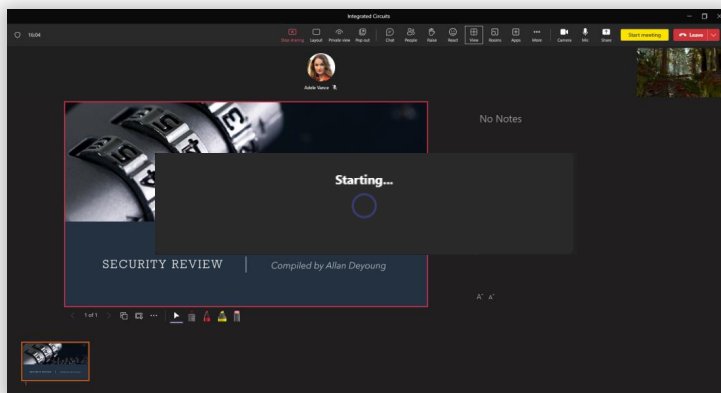 Integrated Circuits
16:04
Stop sharing Layout Private view Pop out Chat People Raise React View Rooms Apps More Camera Mic Share Start meeting Leave
Adele Vance
No Notes
Starting...
SECURITY REVIEW Compiled by Allan Deyoung
1 of 1
A˅ A˄
1